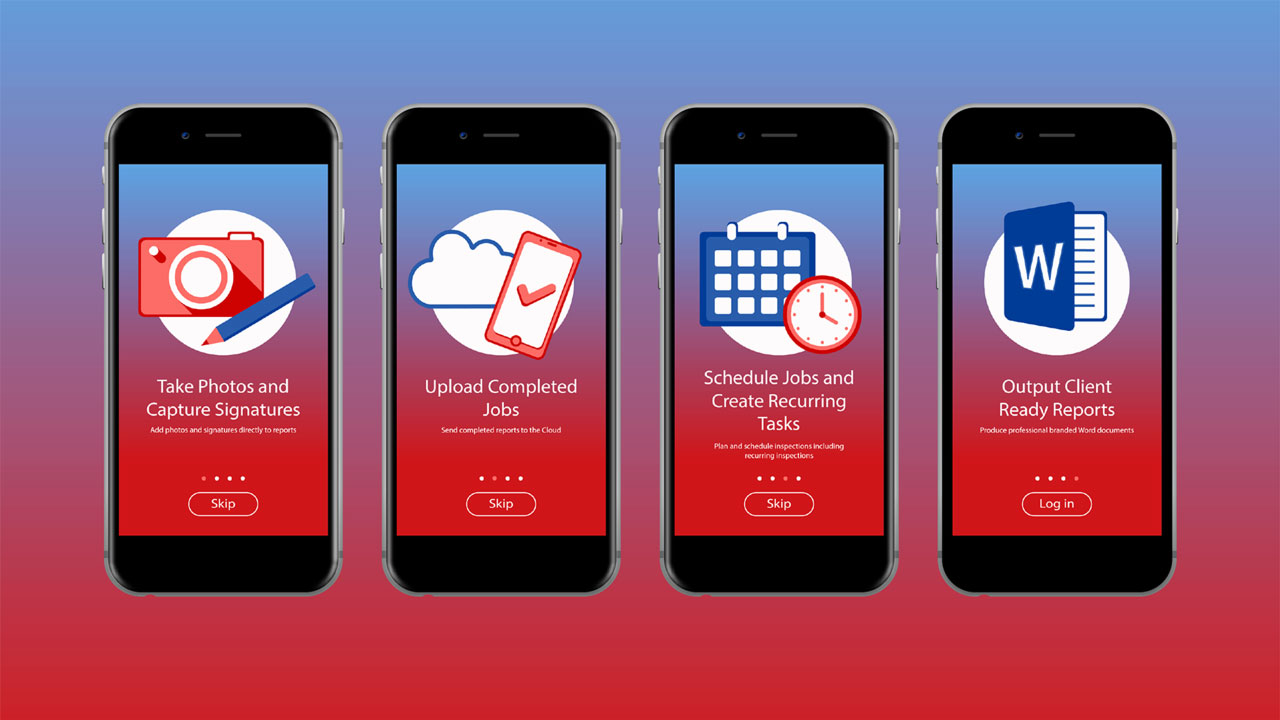 Take Photos and
Capture Signatures
Add photos and signatures directly to reports
Skip
Upload Completed
Jobs
Send completed reports to the Cloud
Skip
Schedule Jobs and
Create Recurring
Tasks
Plan and schedule inspections including
recurring inspections
Skip
W
Output Client
Ready Reports
Produce professional branded Word documents
Log in